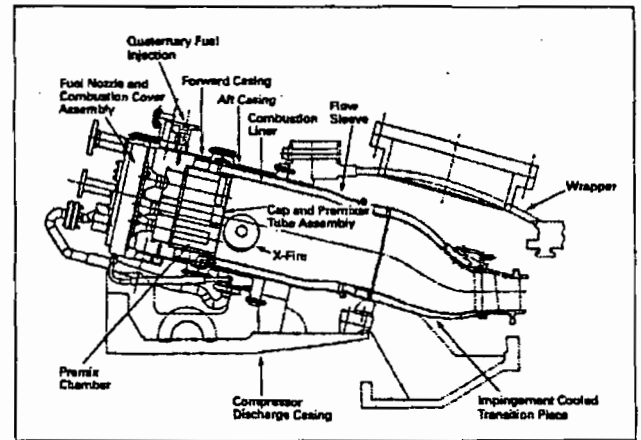 Quaternary Fuel
Injection
Forward Casing
Fuel Nozzle and
Combustion Cover
Assembly
Aft Casing
Combustion
Liner
Flow
Sleeve
Wrapper
Cap and Premixer
Tube Assembly
X-Fire
Premix
Chamber
Compressor
Discharge Casing
Impingement Cooled
Transition Piece